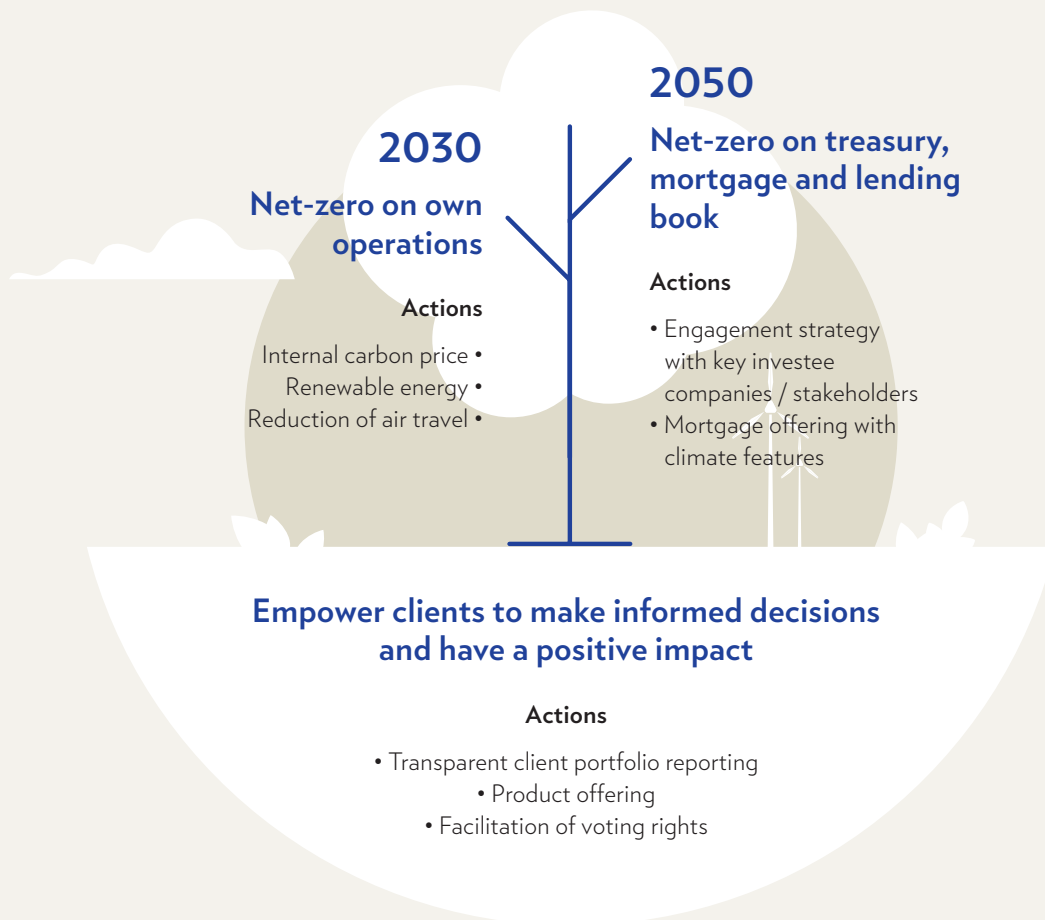 2030
Net-zero on own
operations
Actions
Internal carbon price •
Renewable energy •
Reduction of air travel •
2050
Net-zero on treasury,
mortgage and lending
book
Actions
• Engagement strategy
with key investee
companies / stakeholders
• Mortgage offering with
climate features
Empower clients to make informed decisions
and have a positive impact
Actions
• Transparent client portfolio reporting
• Product offering
• Facilitation of voting rights